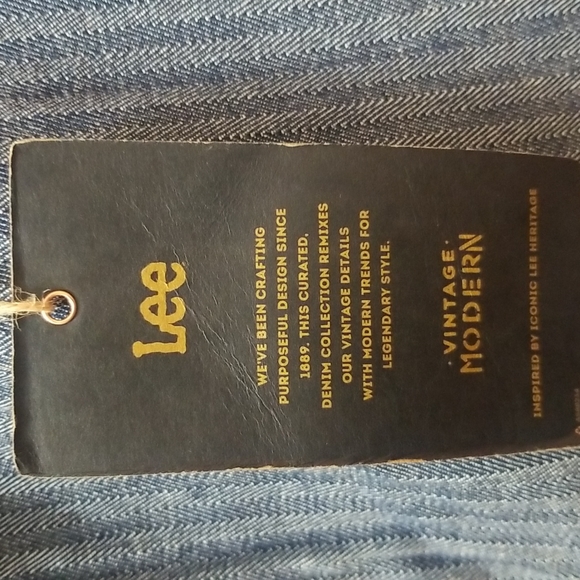 Lee
WE'VE BEEN CRAFTING
PURPOSEFUL DESIGN SINCE
1889. THIS CURATED,
DENIM COLLECTION REMIXES
OUR VINTAGE DETAILS
WITH MODERN TRENDS FOR
LEGENDARY STYLE.
· VINTAGE ·
MODERN
INSPIRED BY ICONIC LEE HERITAGE